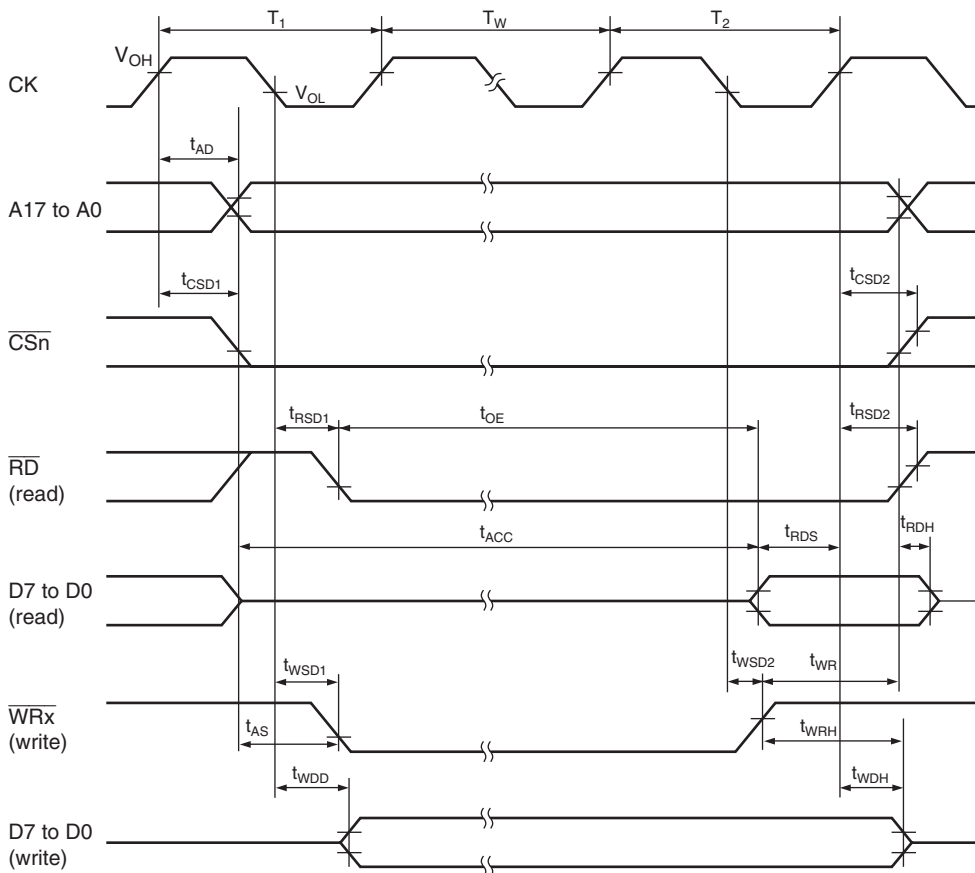 T1 TW T2
VOH
CK
VOL
tAD
A17 to A0
tCSD1 tCSD2
CSn
tRSD1 tOE tRSD2
RD
(read)
tACC tRDS tRDH
D7 to D0
(read)
tWSD1 tWSD2 tWR
WRx
(write)
tAS tWRH
tWDD tWDH
D7 to D0
(write)